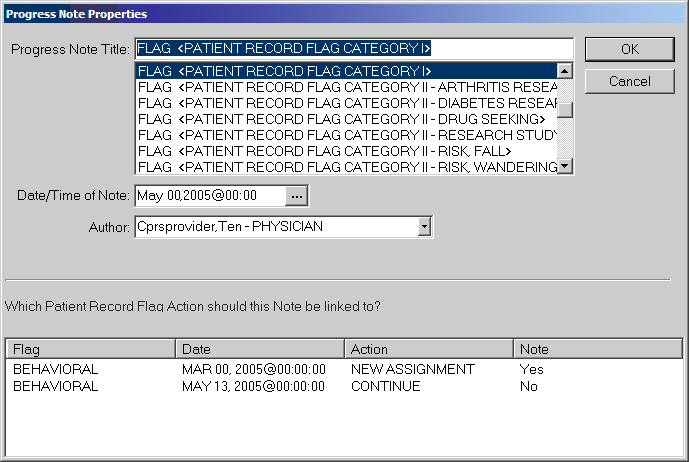 Progress Note Properties
Progress Note Title: FLAG <PATIENT RECORD FLAG CATEGORY I> OK
FLAG <PATIENT RECORD FLAG CATEGORY I> Cancel
FLAG <PATIENT RECORD FLAG CATEGORY II - ARTHRITIS RESEA
FLAG <PATIENT RECORD FLAG CATEGORY II - DIABETES RESEAR
FLAG <PATIENT RECORD FLAG CATEGORY II - DRUG SEEKING>
FLAG <PATIENT RECORD FLAG CATEGORY II - RESEARCH STUDY
FLAG <PATIENT RECORD FLAG CATEGORY II - RISK, FALL>
FLAG <PATIENT RECORD FLAG CATEGORY II - RISK, WANDERING
Date/Time of Note: May 00,2005@00:00 ...
Author: Cprsprovider,Ten - PHYSICIAN
Which Patient Record Flag Action should this Note be linked to?
Flag Date Action Note
BEHAVIORAL MAR 00, 2005@00:00:00 NEW ASSIGNMENT Yes
BEHAVIORAL MAY 13, 2005@00:00:00 CONTINUE No